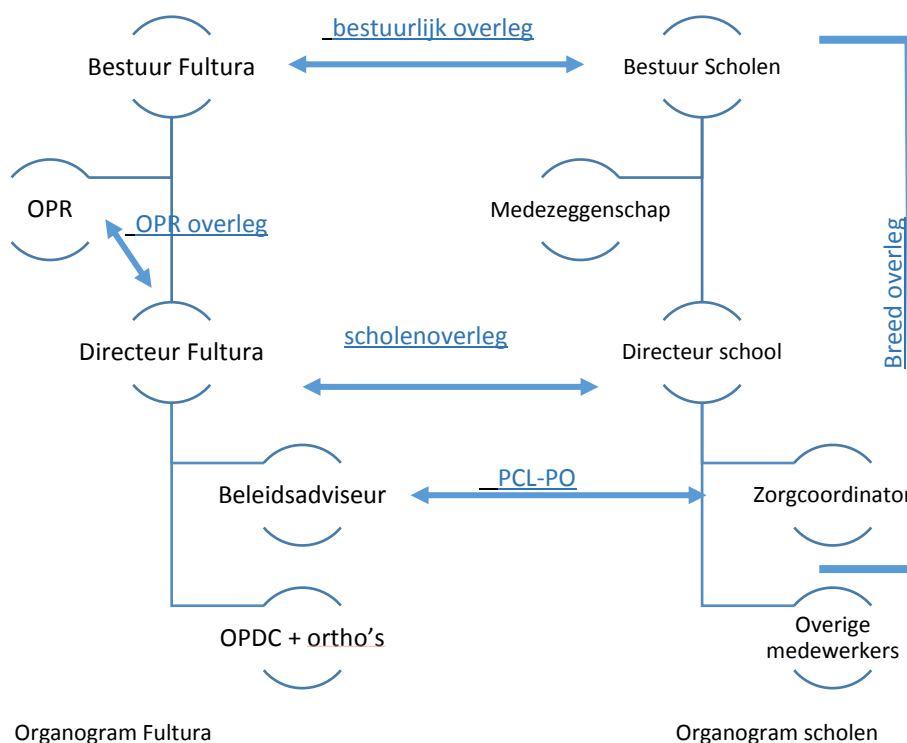 bestuurlijk overleg
Bestuur Fultura
Bestuur Scholen
OPR
OPR overleg
Medezeggenschap
Breed overleg
scholenoverleg
Directeur Fultura
Directeur school
PCL-PO
Beleidsadviseur
Zorgcoordinator
OPDC + ortho's
Overige
medewerkers
Organogram Fultura
Organogram scholen